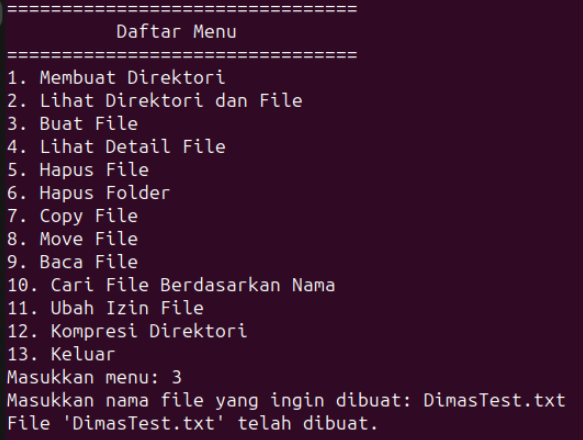 ================================
Daftar Menu
================================
1. Membuat Direktori
2. Lihat Direktori dan File
3. Buat File
4. Lihat Detail File
5. Hapus File
6. Hapus Folder
7. Copy File
8. Move File
9. Baca File
10. Cari File Berdasarkan Nama
11. Ubah Izin File
12. Kompresi Direktori
13. Keluar
Masukkan menu: 3
Masukkan nama file yang ingin dibuat: DimasTest.txt
File 'DimasTest.txt' telah dibuat.